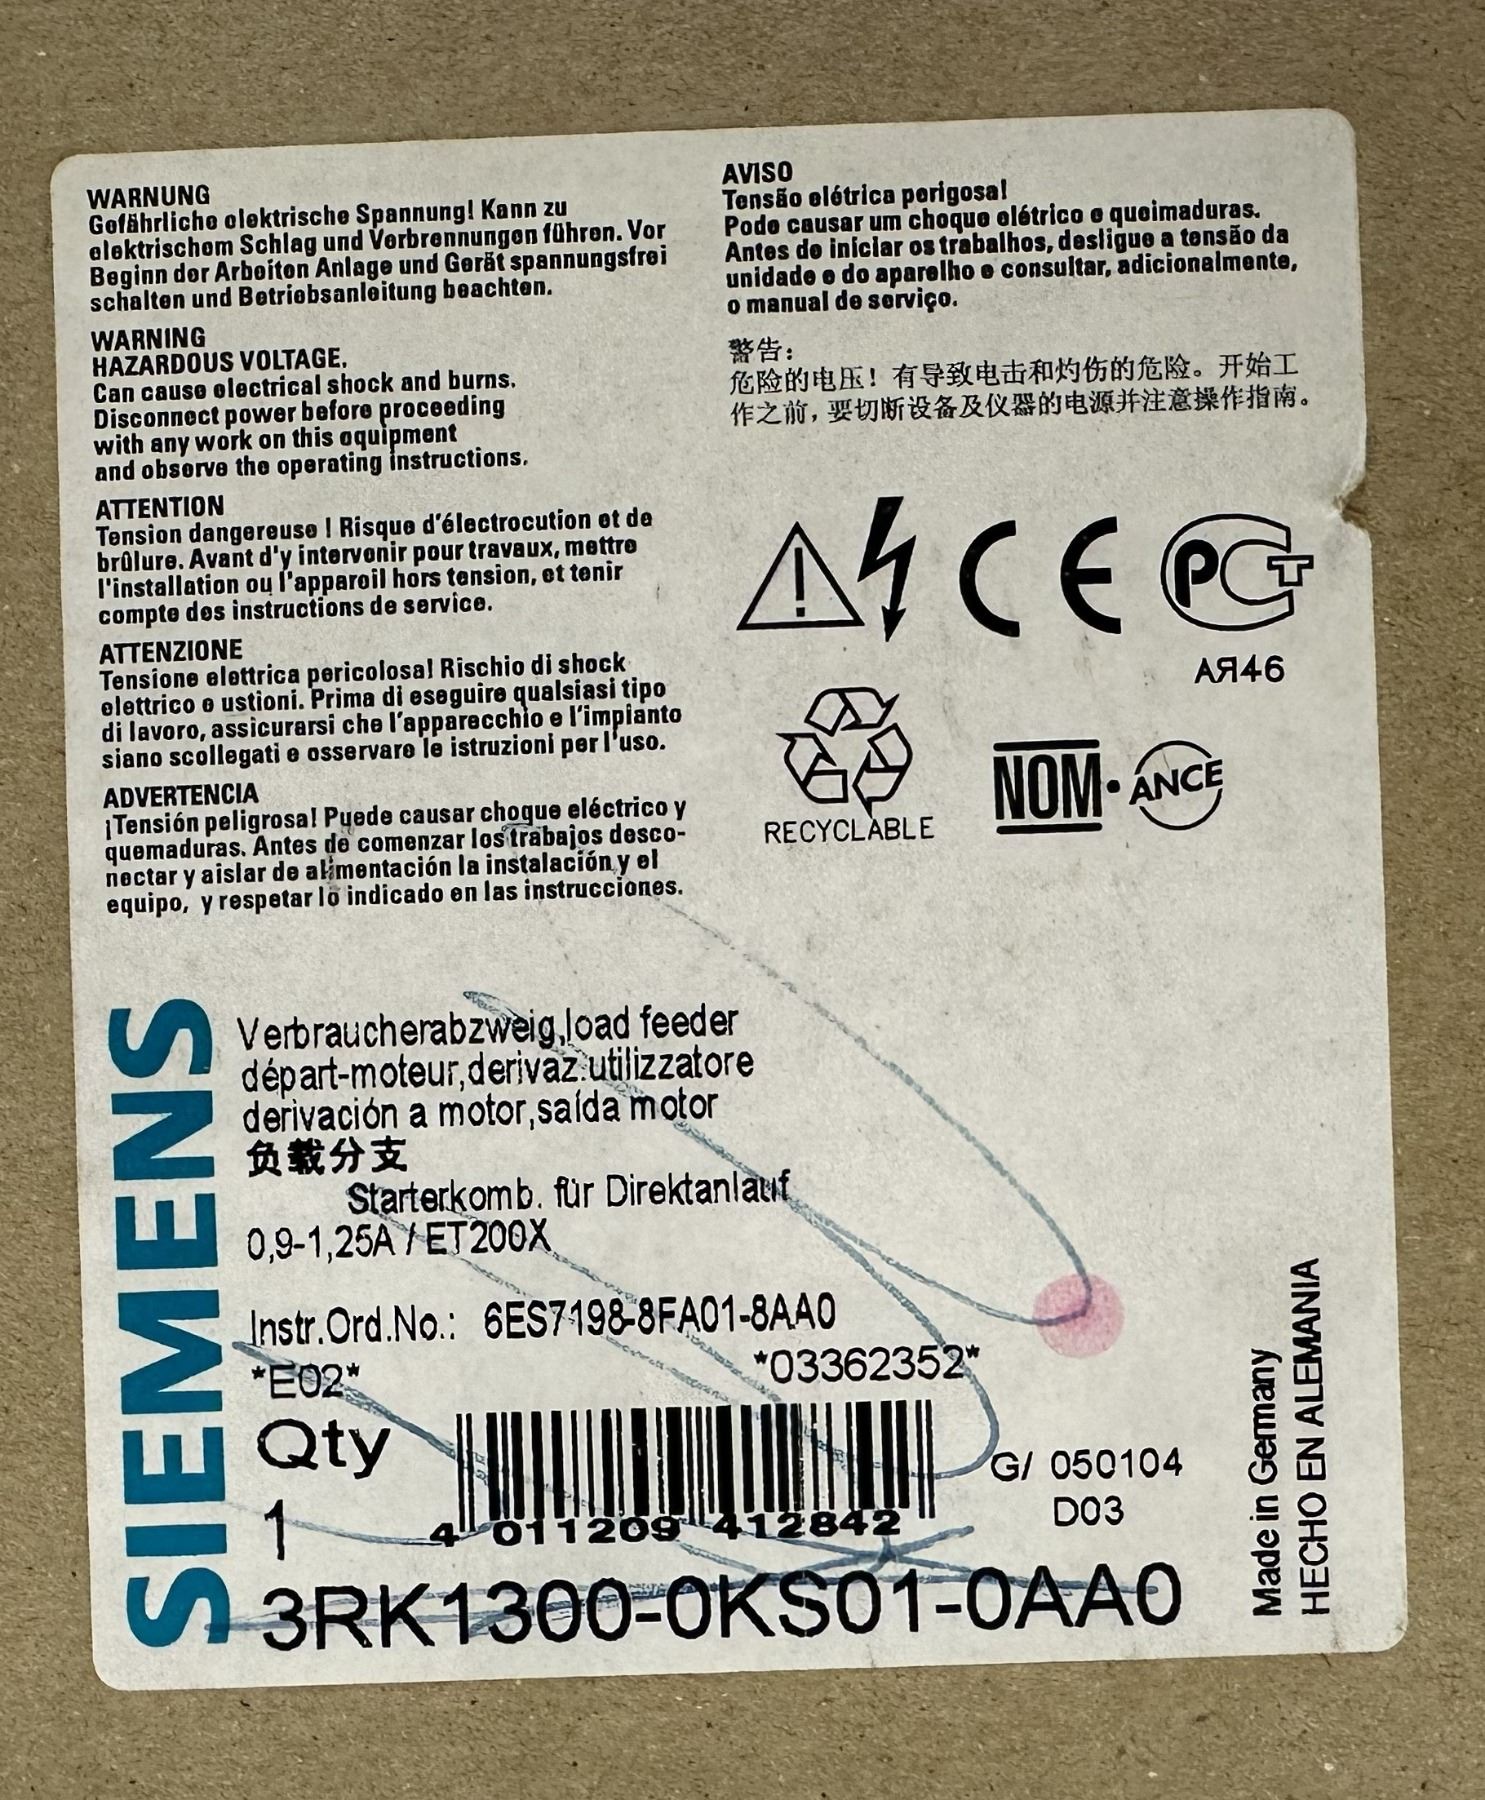 WARNUNG
Gefährliche elektrische Spannung! Kann zu
elektrischem Schlag und Verbrennungen führen. Vor
Beginn der Arbeiten Anlage und Gerät spannungsfrei
schalten und Betriebsanleitung beachten.
WARNING
HAZARDOUS VOLTAGE.
Can cause electrical shock and burns.
Disconnect power before proceeding
with any work on this equipment
and observe the operating instructions.
ATTENTION
Tension dangereuse ! Risque d'électrocution et de
brûlure. Avant d'y intervenir pour travaux, mettre
l'installation ou l'appareil hors tension, et tenir
compte des instructions de service.
ATTENZIONE
Tensione elettrica pericolosa! Rischio di shock
elettrico e ustioni. Prima di eseguire qualsiasi tipo
di lavoro, assicurarsi che l'apparecchio e l'impianto
siano scollegati e osservare le istruzioni per l'uso.
ADVERTENCIA
¡Tensión peligrosa! Puede causar choque eléctrico y
quemaduras. Antes de comenzar los trabajos desco-
nectar y aislar de alimentación la instalación y el
equipo, y respetar lo indicado en las instrucciones.
AVISO
Tensão elétrica perigosa!
Pode causar um choque elétrico e queimaduras.
Antes de iniciar os trabalhos, desligue a tensão da
unidade e do aparelho e consultar, adicionalmente,
o manual de serviço.
警告:
危险的电压! 有导致电击和灼伤的危险。开始工
作之前,要切断设备及仪器的电源并注意操作指南。
CE PCT
АЯ46
RECYCLABLE
NOM·ANCE
SIEMENS
Verbraucherabzweig,load feeder
départ-moteur,derivaz.utilizzatore
derivación a motor,saída motor
负载分支
Starterkomb. für Direktanlauf
0,9-1,25A / ET200X
Instr.Ord.No.: 6ES7198-8FA01-8AA0
*E02* *03362352*
Qty
1
4 011209 412842
G/ 050104
D03
3RK1300-0KS01-0AA0
Made in Germany
HECHO EN ALEMANIA